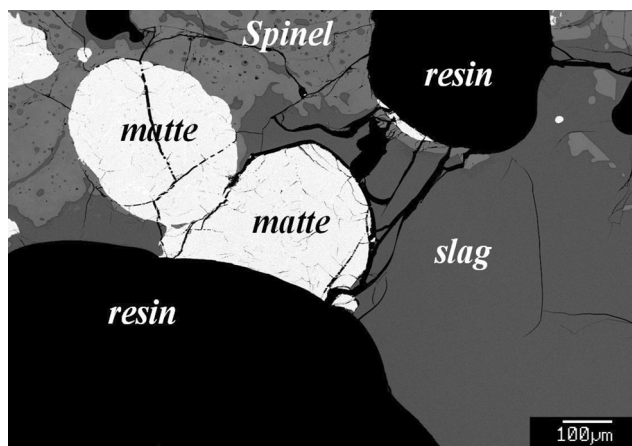 Spinel
resin
matte
matte
slag
resin
100µm